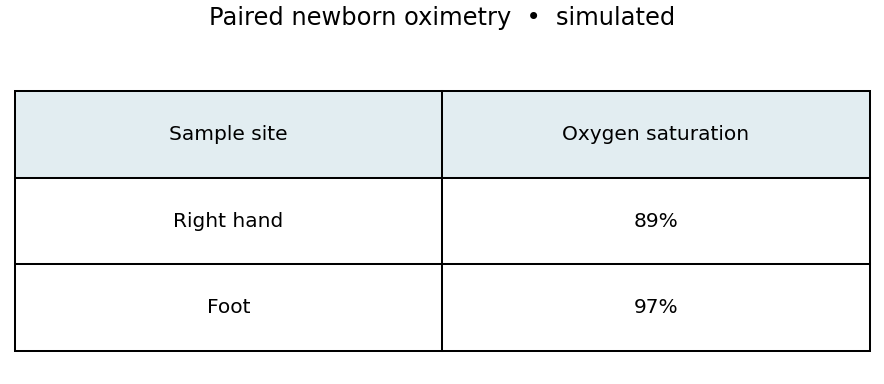 Paired newborn oximetry • simulated
Sample site Oxygen saturation
Right hand 89%
Foot 97%